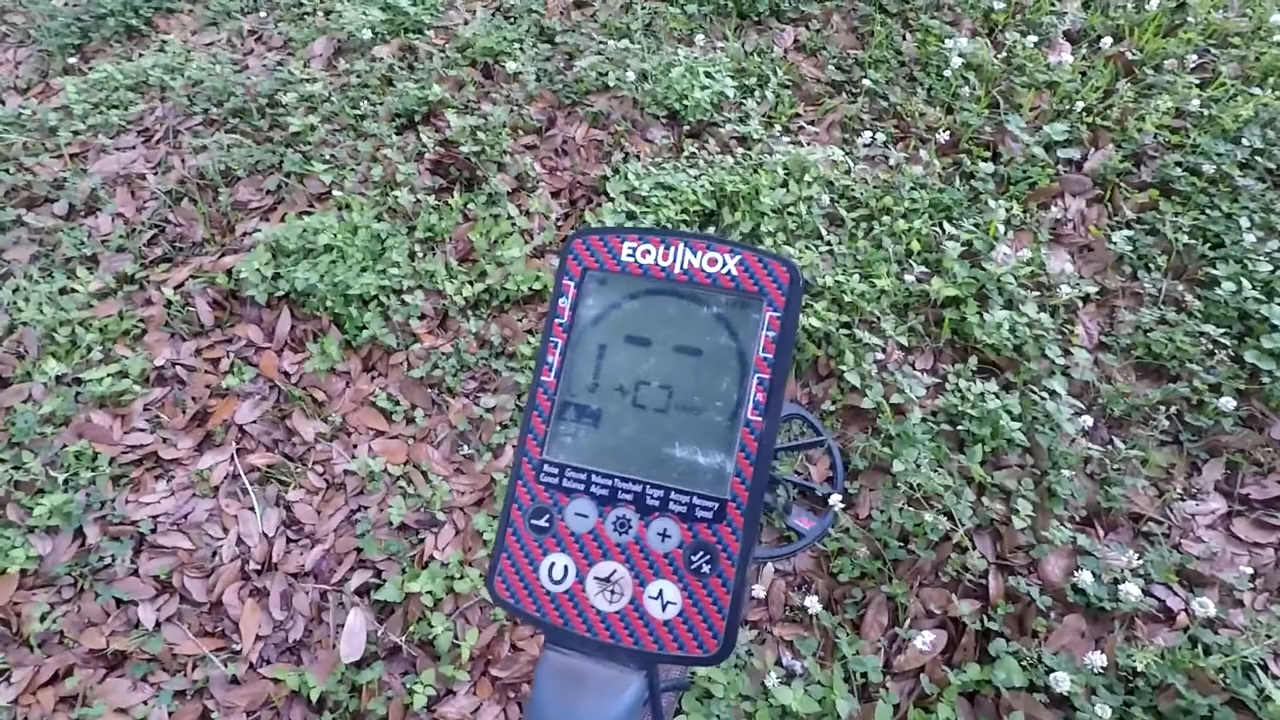 EQU|NOX
Noise Ground Volume Threshold Target Accept Recovery
Cancel Balance Adjust Level Tone Reject Speed